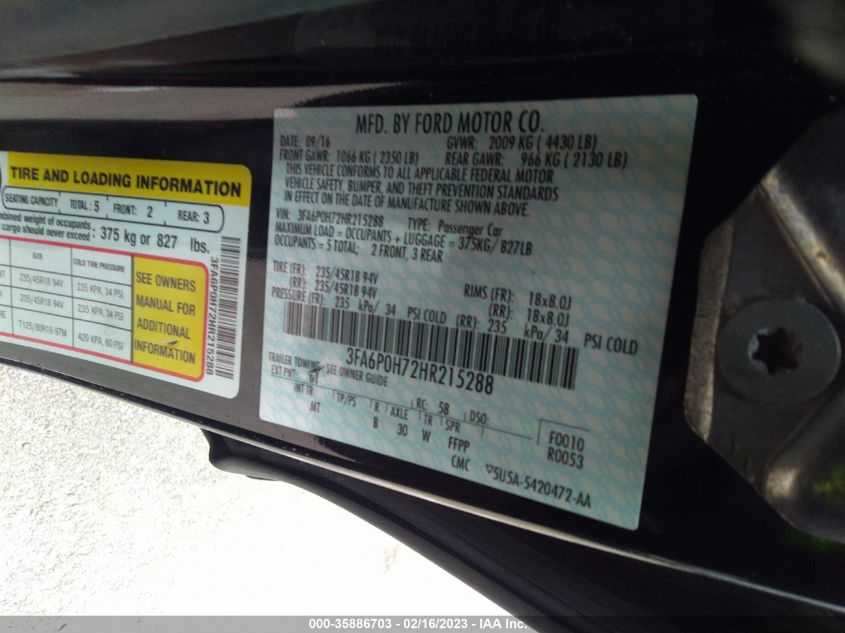 TIRE AND LOADING INFORMATION
SEATING CAPACITY TOTAL: 5 FRONT: 2 REAR: 3
weight of occupants
cargo should never exceed: 375 kg or 827 lbs.
SIZE COLD TIRE PRESSURE
235/45R18 94V 235 KPA, 34 PSI
235/45R18 94V 235 KPA, 34 PSI
T125/80R16 97M 420 KPA, 60 PSI
SEE OWNERS
MANUAL FOR
ADDITIONAL
INFORMATION
3FA6P0H72HR215288
MFD. BY FORD MOTOR CO.
DATE: 09/16 GVWR: 2009 KG ( 4430 LB)
FRONT GAWR: 1066 KG ( 2350 LB) REAR GAWR: 966 KG ( 2130 LB)
THIS VEHICLE CONFORMS TO ALL APPLICABLE FEDERAL MOTOR
VEHICLE SAFETY, BUMPER, AND THEFT PREVENTION STANDARDS
IN EFFECT ON THE DATE OF MANUFACTURE SHOWN ABOVE.
VIN: 3FA6P0H72HR215288 TYPE: Passenger Car
MAXIMUM LOAD = OCCUPANTS + LUGGAGE = 375KG/ 827LB
OCCUPANTS = 5 TOTAL: 2 FRONT, 3 REAR
TIRE (FR): 235/45R18 94V RIMS (FR): 18x8.0J
(RR): 235/45R18 94V (RR): 18x8.0J
PRESSURE (FR): 235 kPa/ 34 PSI COLD (RR): 235 kPa/34 PSI COLD
3FA6P0H72HR215288
TRAILER TOWING: SEE OWNER GUIDE
EXT PNT: G1 RC: 58 DSO:
INT TR TP/PS R AXLE TR SPR F0010
MT B 30 W FFPP R0053
CMC ▽5U5A-5420472-AA
000-35886703 - 02/16/2023 - IAA Inc.